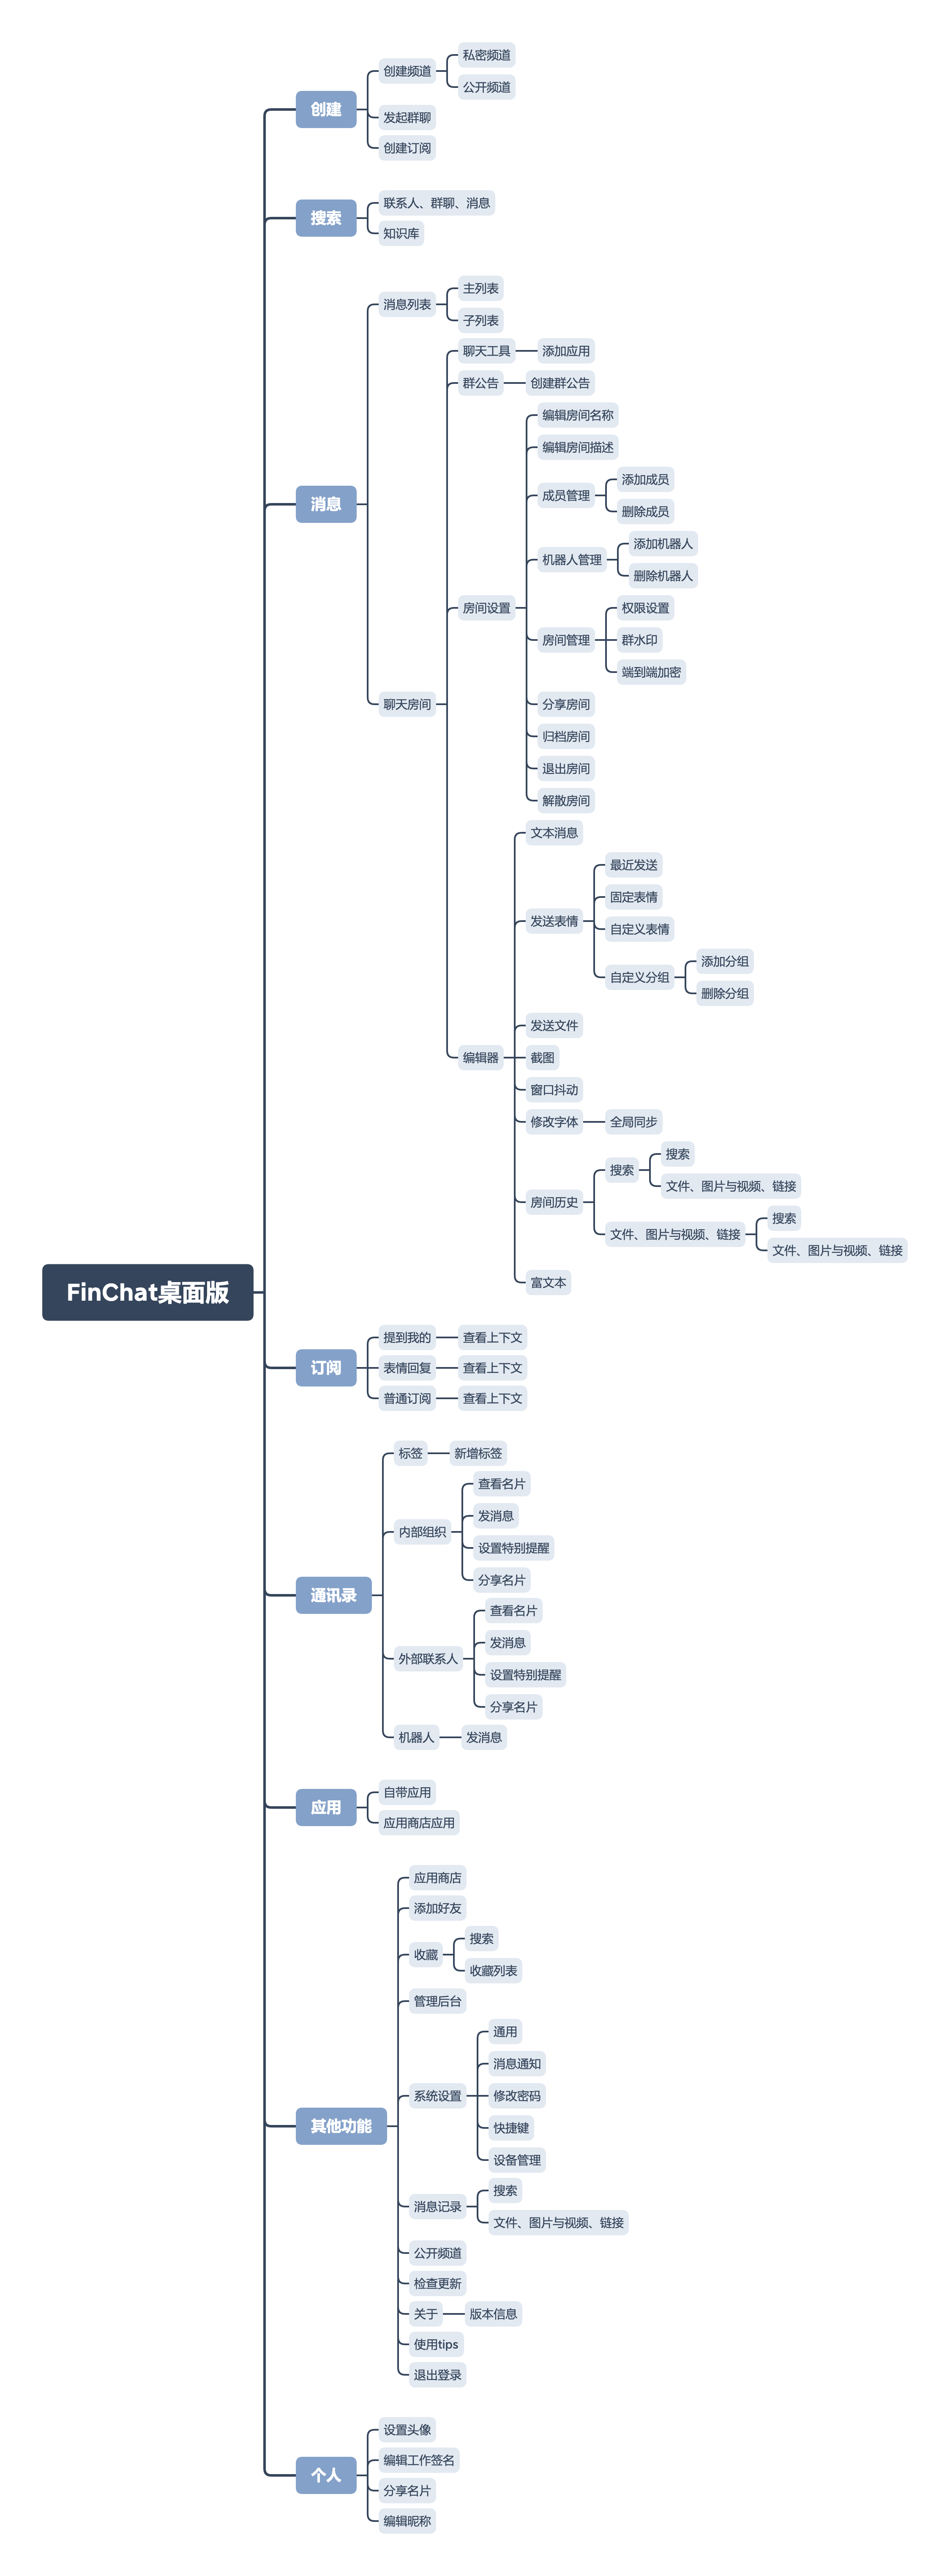 FinChat桌面版
创建
创建频道
私密频道
公开频道
发起群聊
创建订阅
搜索
联系人、群聊、消息
知识库
消息
消息列表
主列表
子列表
聊天房间
聊天工具
添加应用
群公告
创建群公告
房间设置
编辑房间名称
编辑房间描述
成员管理
添加成员
删除成员
机器人管理
添加机器人
删除机器人
房间管理
权限设置
群水印
端到端加密
分享房间
归档房间
退出房间
解散房间
编辑器
文本消息
发送表情
最近发送
固定表情
自定义表情
自定义分组
添加分组
删除分组
发送文件
截图
窗口抖动
修改字体
全局同步
房间历史
搜索
搜索
文件、图片与视频、链接
文件、图片与视频、链接
搜索
文件、图片与视频、链接
富文本
订阅
提到我的
查看上下文
表情回复
查看上下文
普通订阅
查看上下文
通讯录
标签
新增标签
内部组织
查看名片
发消息
设置特别提醒
分享名片
外部联系人
查看名片
发消息
设置特别提醒
分享名片
机器人
发消息
应用
自带应用
应用商店应用
其他功能
应用商店
添加好友
收藏
搜索
收藏列表
管理后台
系统设置
通用
消息通知
修改密码
快捷键
设备管理
消息记录
搜索
文件、图片与视频、链接
公开频道
检查更新
关于
版本信息
使用tips
退出登录
个人
设置头像
编辑工作签名
分享名片
编辑昵称